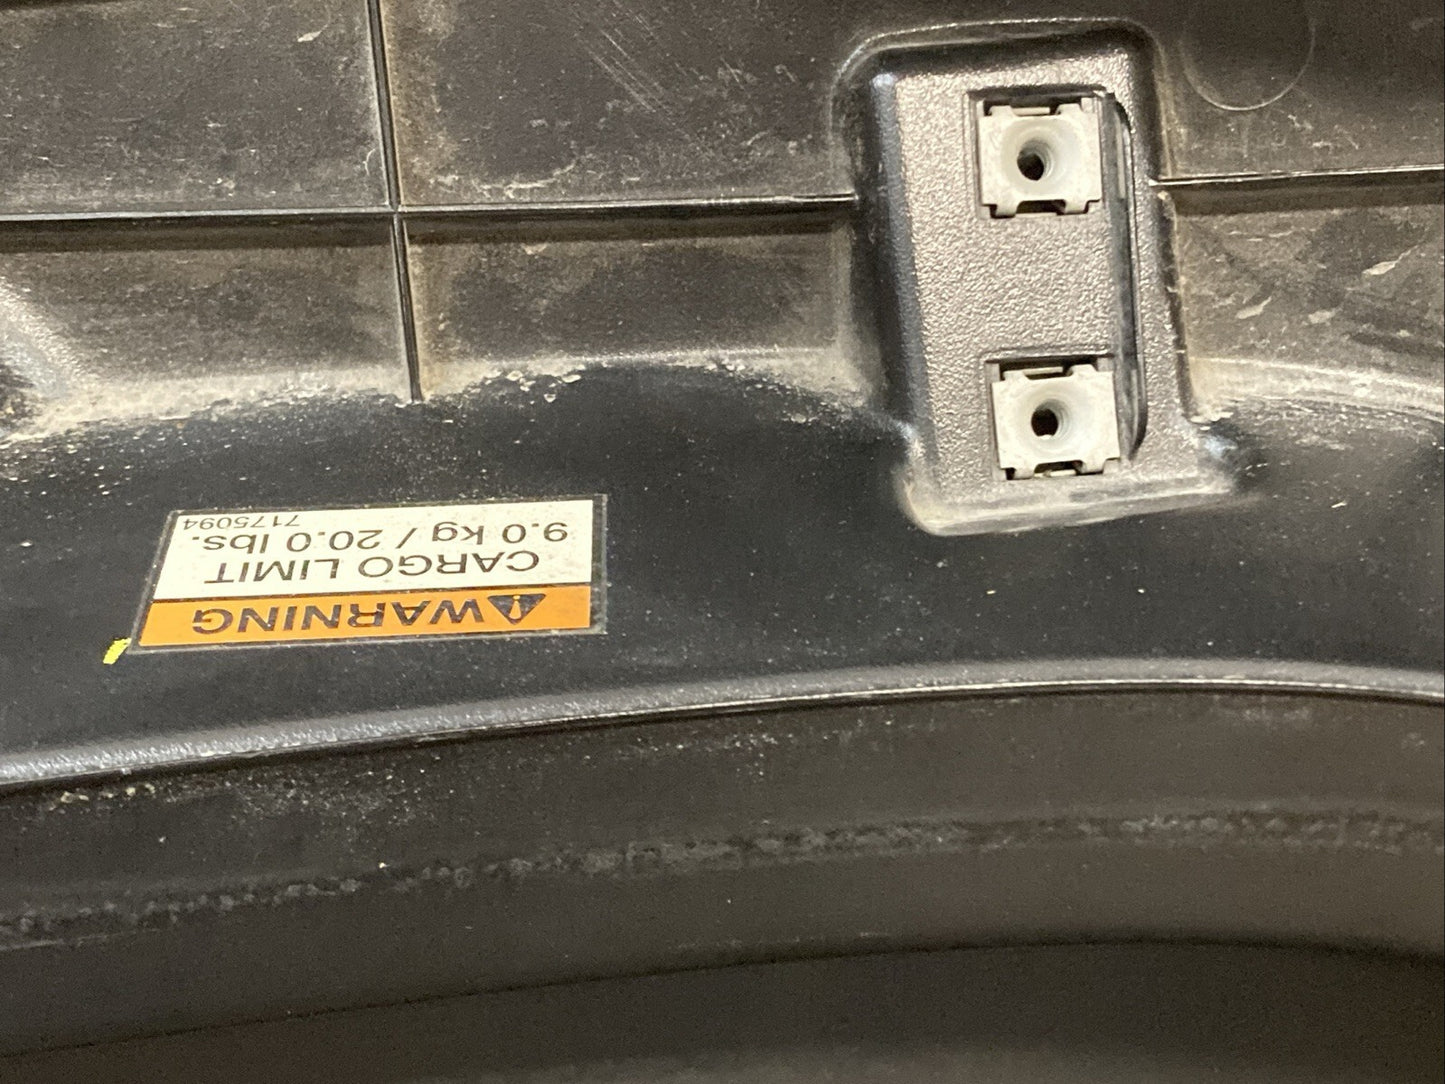 ⚠WARNING
CARGO LIMIT
9.0 kg / 20.0 lbs.
7175094